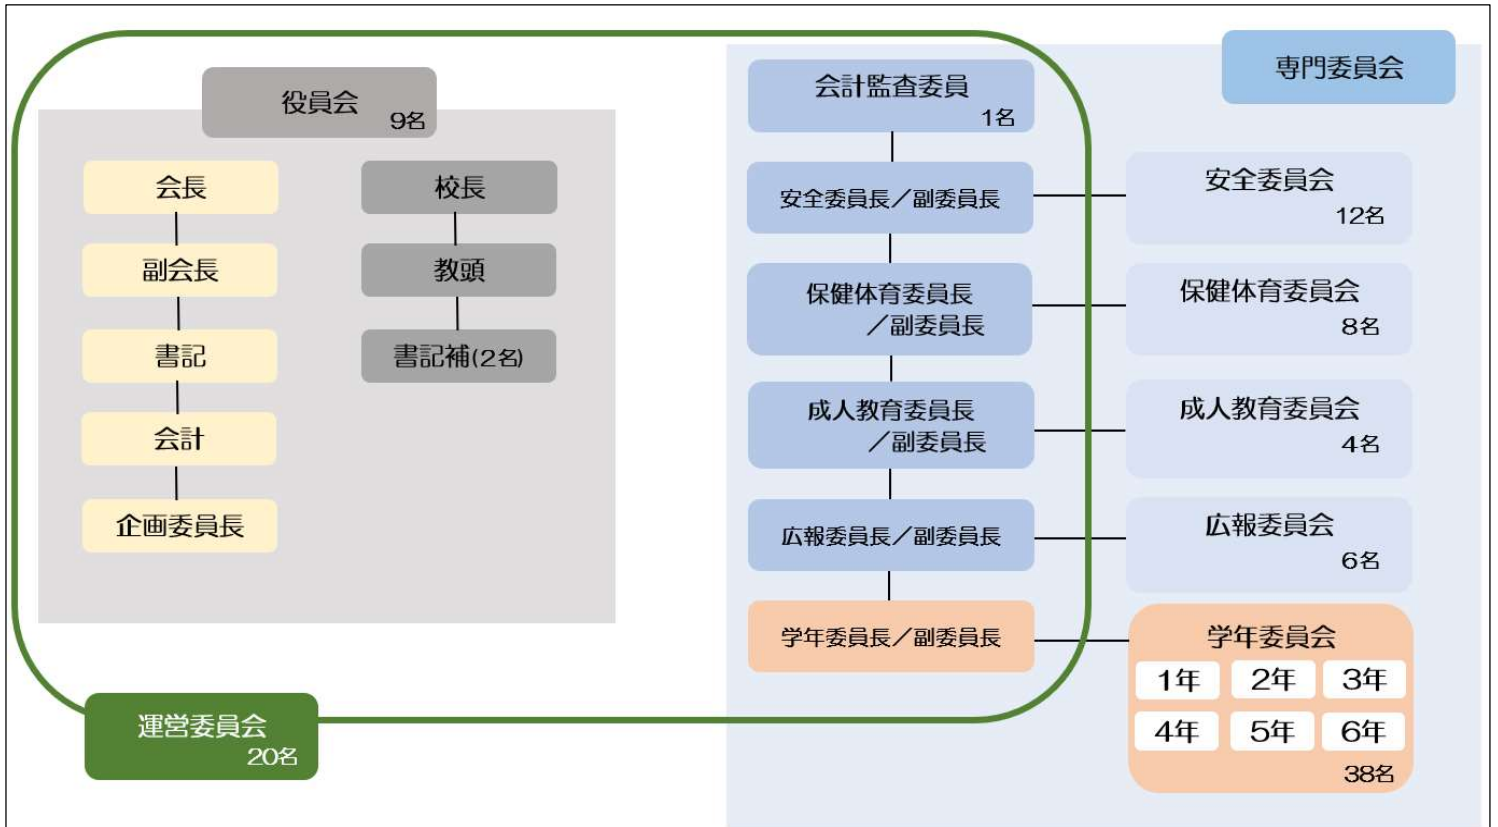 役員会
9名
会長
副会長
書記
会計
企画委員長
校長
教頭
書記補(2名)
運営委員会
20名
専門委員会
会計監査委員
1名
安全委員長／副委員長
安全委員会
12名
保健体育委員長
／副委員長
保健体育委員会
8名
成人教育委員長
／副委員長
成人教育委員会
4名
広報委員長／副委員長
広報委員会
6名
学年委員長／副委員長
学年委員会
1年 2年 3年
4年 5年 6年
38名